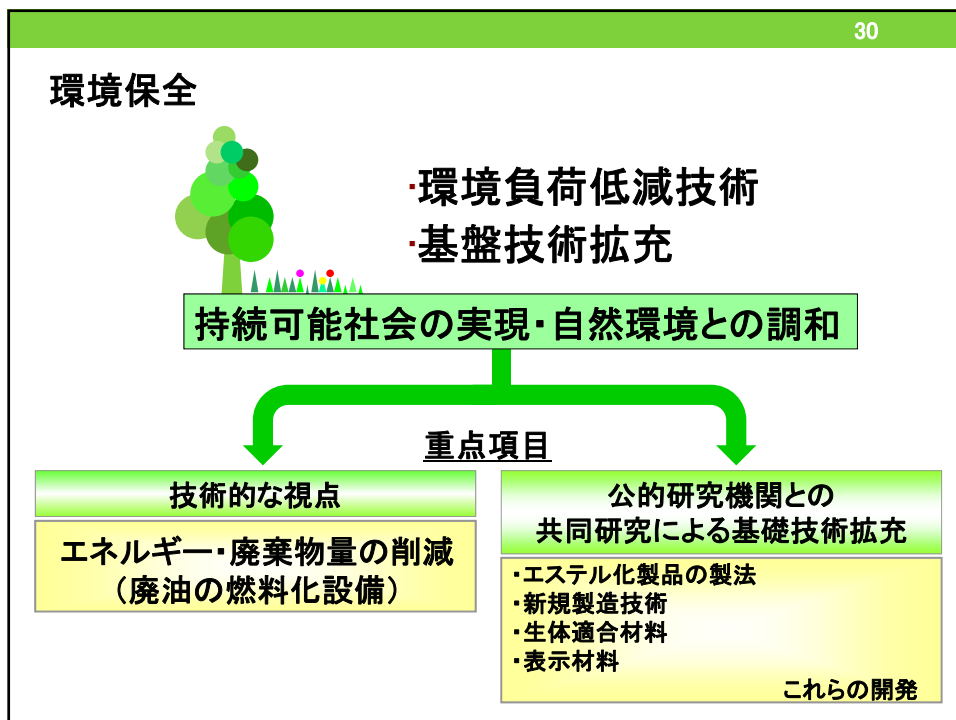 30
環境保全
・環境負荷低減技術
・基盤技術拡充
持続可能社会の実現・自然環境との調和
重点項目
技術的な視点
エネルギー・廃棄物量の削減
（廃油の燃料化設備）
公的研究機関との
共同研究による基礎技術拡充
・エステル化製品の製法
・新規製造技術
・生体適合材料
・表示材料
これらの開発